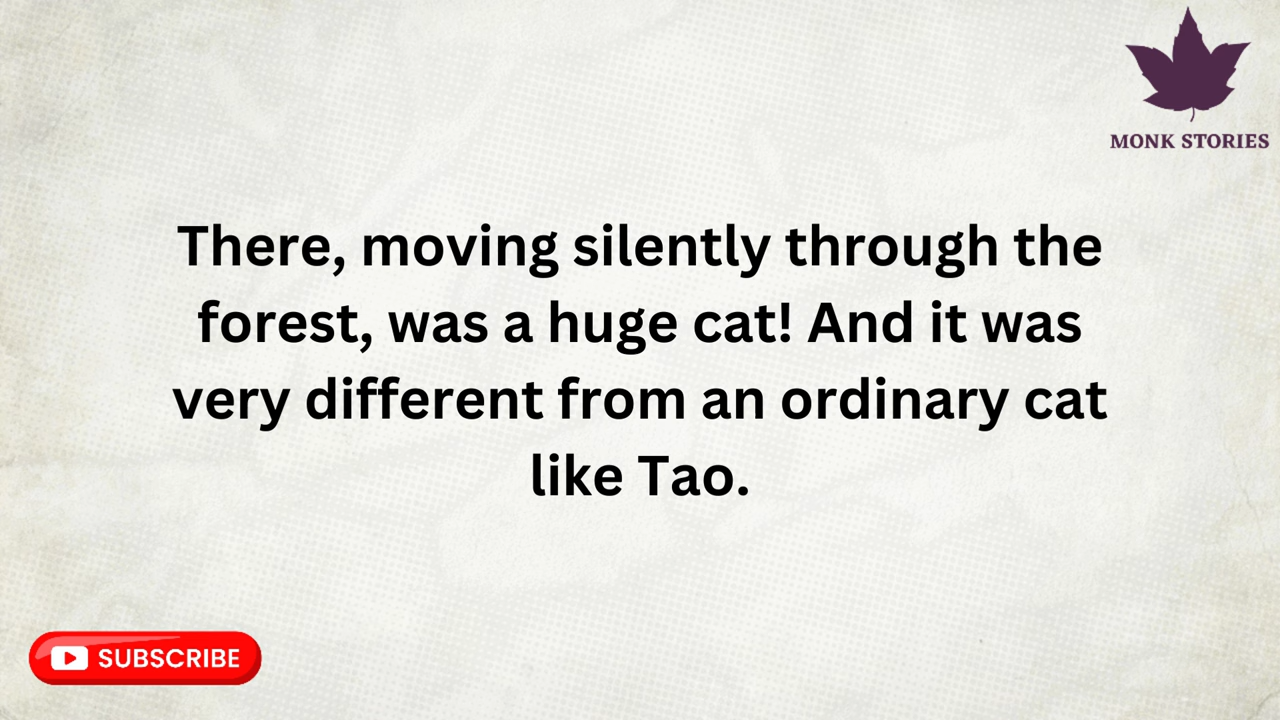 MONK STORIES
There, moving silently through the
forest, was a huge cat! And it was
very different from an ordinary cat
like Tao.
SUBSCRIBE